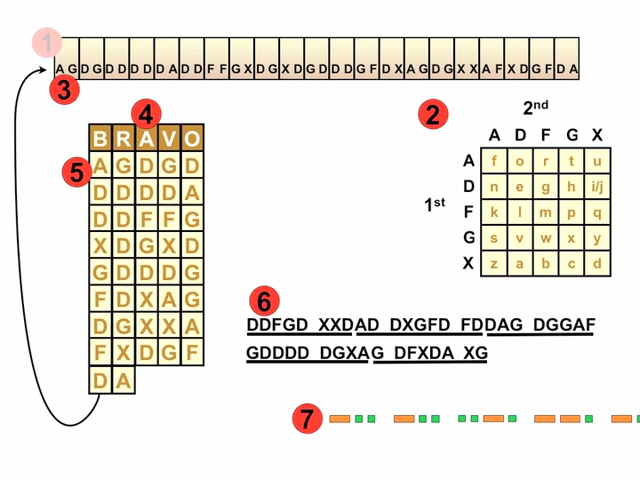 1
A G D G D D D D D A D D F F G X D G X D G D D D G F D X A G D G X X A F X D G F D A
3
4
B R A V O
5
A G D G D
D D D D A
D D F F G
X D G X D
G D D D G
F D X A G
D G X X A
F X D G F
D A
2
2nd
A D F G X
1st
A f o r t u
D n e g h i/j
F k l m p q
G s v w x y
X z a b c d
6
DDFGD XXDAD DXGFD FDDAG DGGAF
GDDDD DGXAG DFXDA XG
7